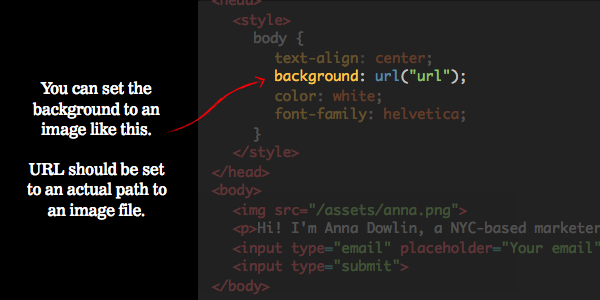 You can set the
background to an
image like this.
URL should be set
to an actual path to
an image file.
<head>
<style>
body {
text-align: center;
background: url("url");
color: white;
font-family: helvetica;
}
</style>
</head>
<body>
<img src="/assets/anna.png">
<p>Hi! I'm Anna Dowlin, a NYC-based marketer
<input type="email" placeholder="Your email"
<input type="submit">
</body>